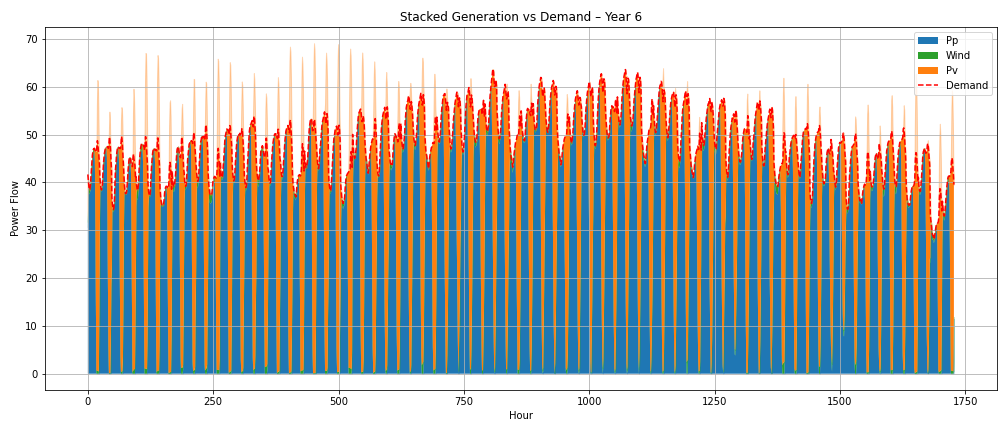 Stacked Generation vs Demand – Year 6
Pp
Wind
Pv
Demand
Power Flow
70
60
50
40
30
20
10
0
0 250 500 750 1000 1250 1500 1750
Hour